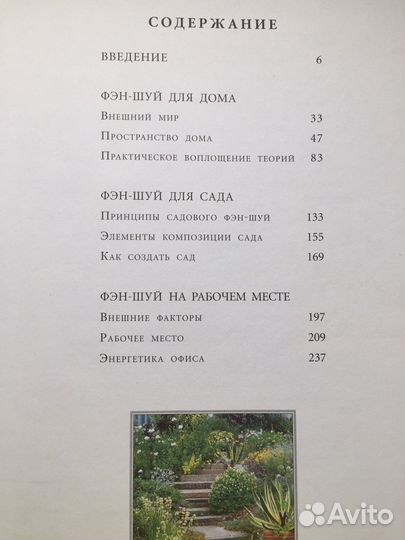 СОДЕРЖАНИЕ
ВВЕДЕНИЕ 6
ФЭН-ШУЙ ДЛЯ ДОМА
Внешний мир 33
Пространство дома 47
Практическое воплощение теорий 83
ФЭН-ШУЙ ДЛЯ САДА
Принципы садового фэн-шуй 133
Элементы композиции сада 155
Как создать сад 169
ФЭН-ШУЙ НА РАБОЧЕМ МЕСТЕ
Внешние факторы 197
Рабочее место 209
Энергетика офиса 237
Avito